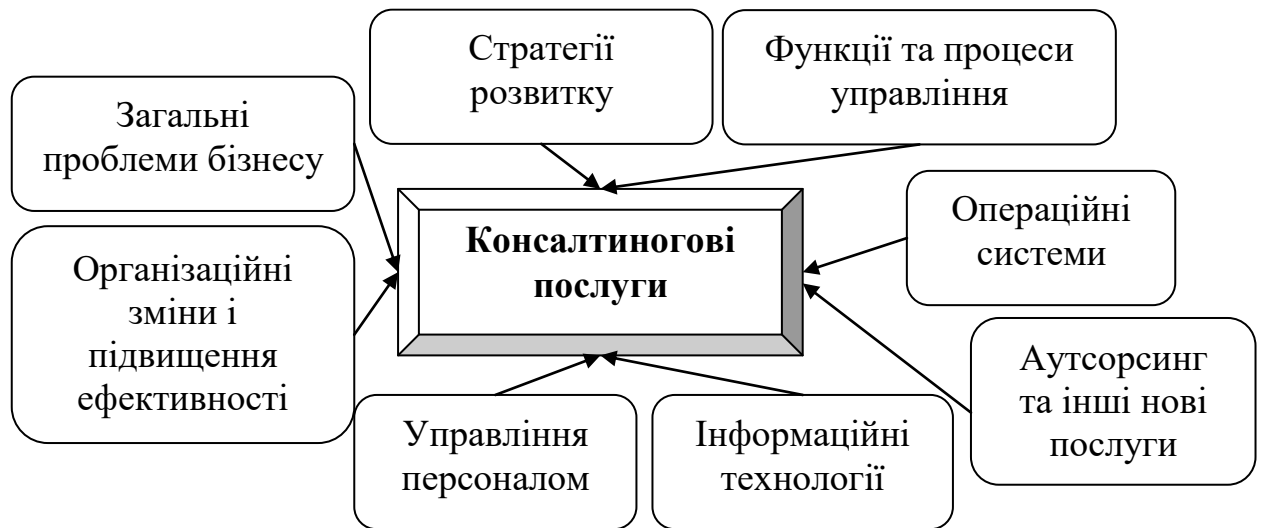 Стратегії
розвитку
Функції та процеси
управління
Загальні
проблеми бізнесу
Операційні
системи
Консалтиногові
послуги
Організаційні
зміни і
підвищення
ефективності
Аутсорсинг
та інші нові
послуги
Управління
персоналом
Інформаційні
технології